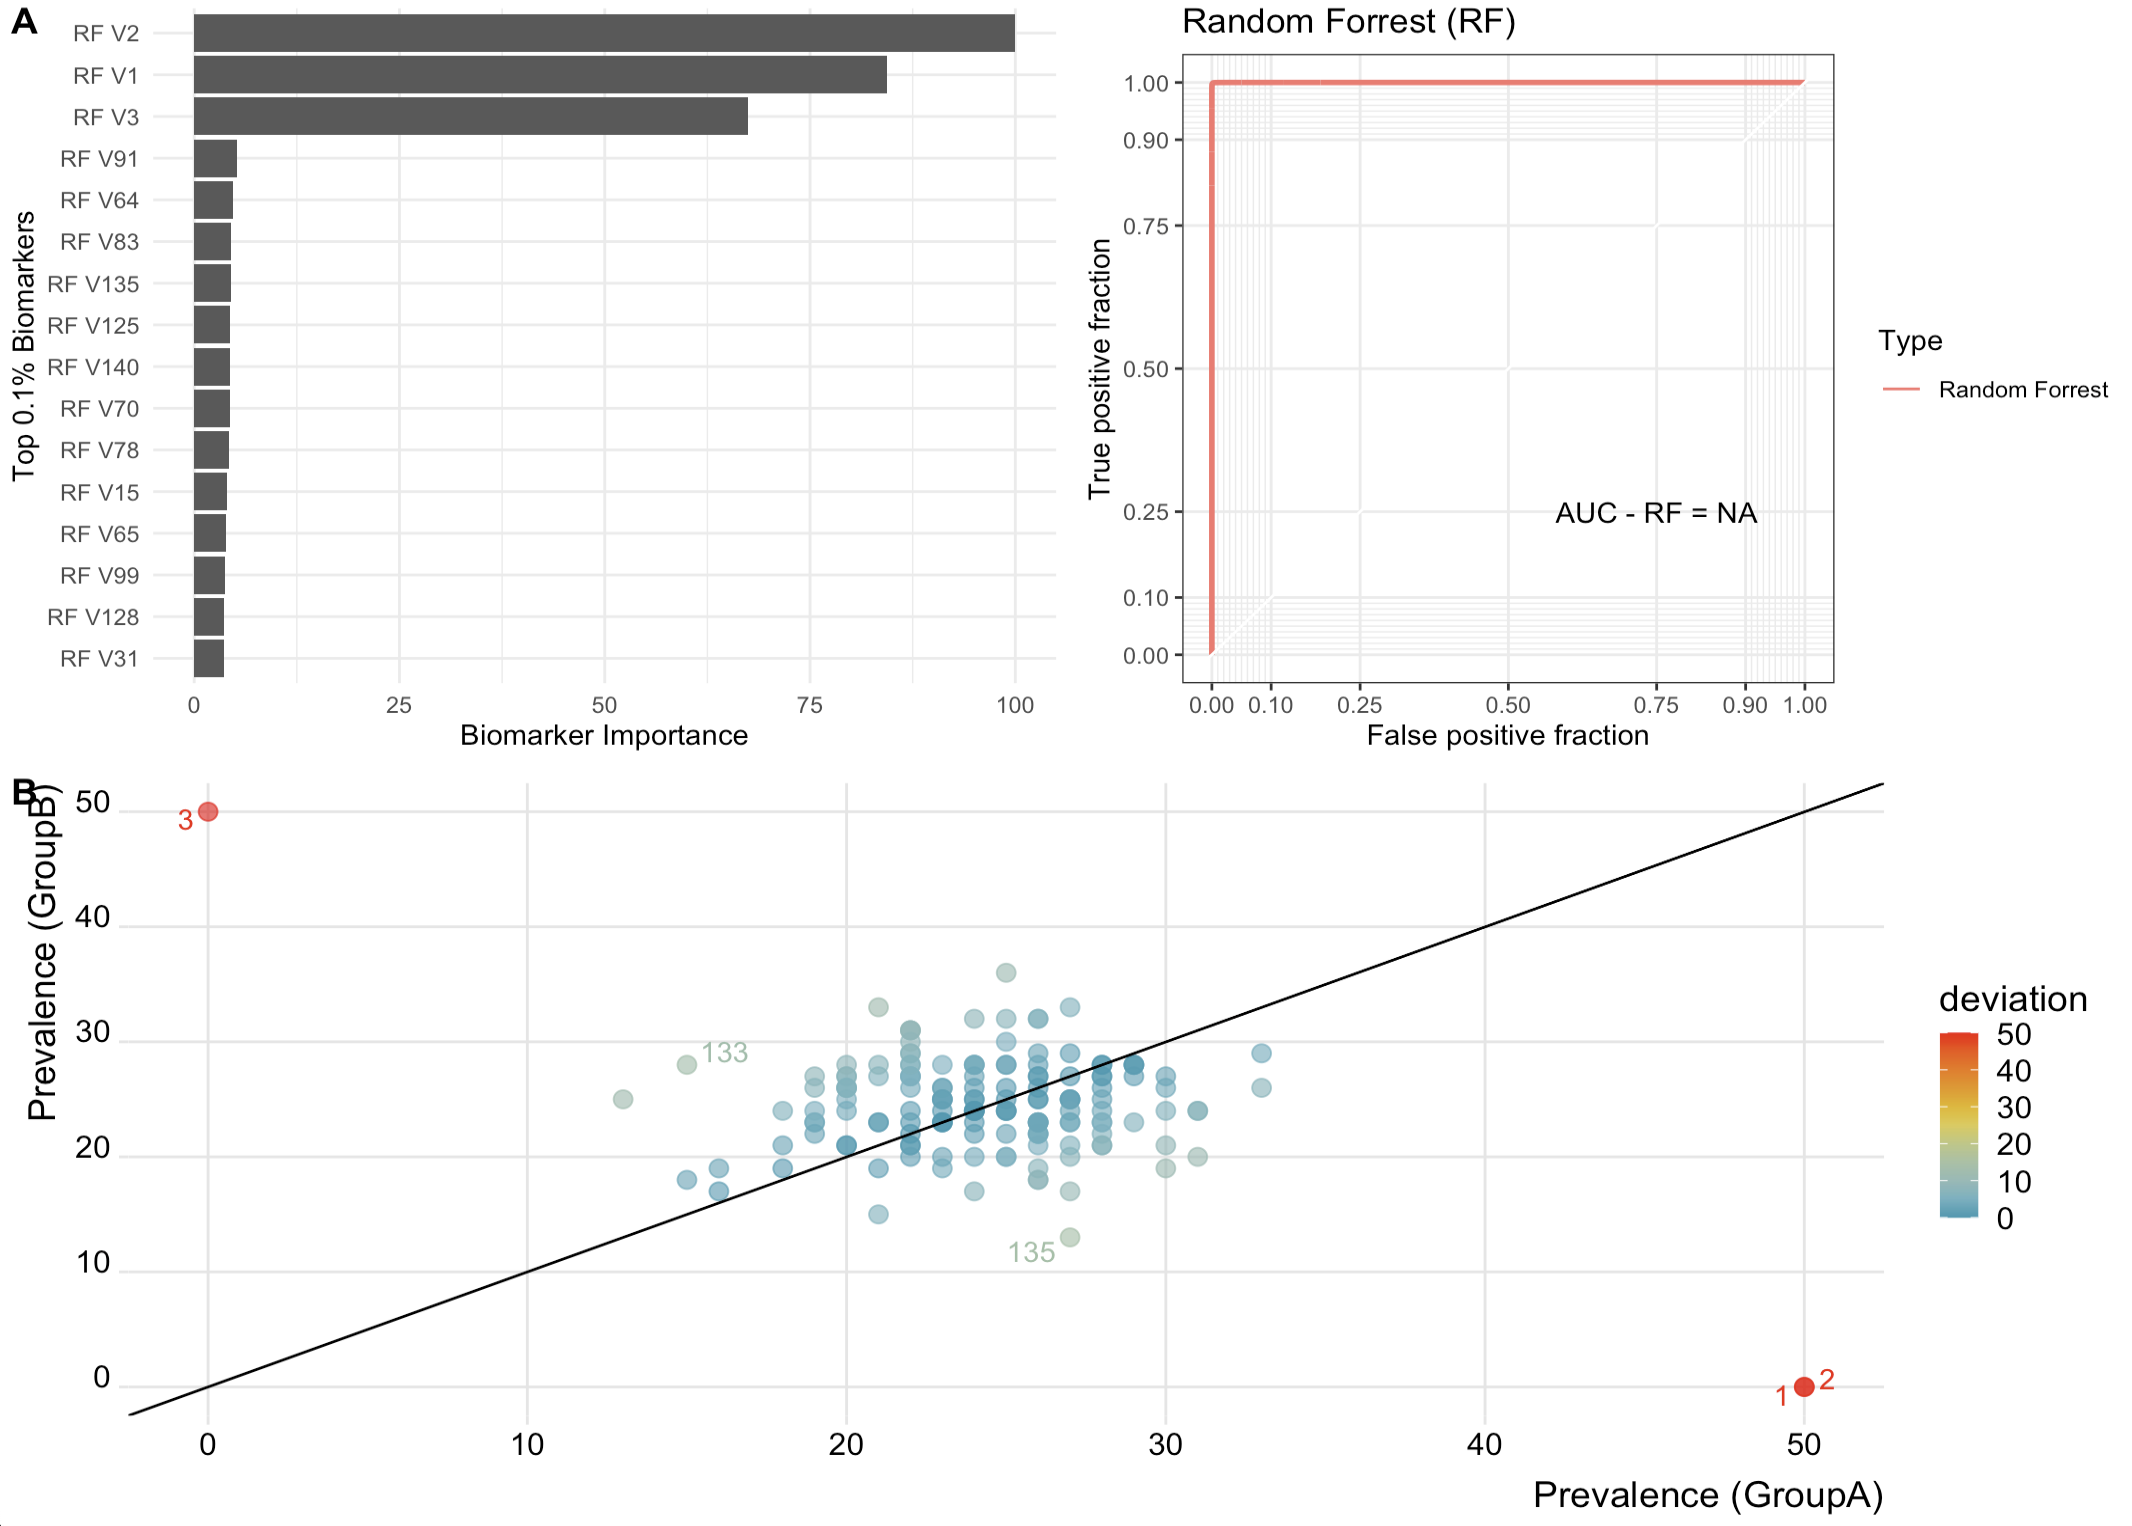 A
RF V2
RF V1
RF V3
RF V91
RF V64
RF V83
RF V135
RF V125
RF V140
RF V70
RF V78
RF V15
RF V65
RF V99
RF V128
RF V31
Top 0.1% Biomarkers
0 25 50 75 100
Biomarker Importance
Random Forrest (RF)
1.00
0.90
0.75
0.50
0.25
0.10
0.00
True positive fraction
AUC - RF = NA
0.00 0.10 0.25 0.50 0.75 0.90 1.00
False positive fraction
Type
Random Forrest
B
Prevalence (GroupB)
50
40
30
20
10
0
3
133
135
1
2
0 10 20 30 40 50
Prevalence (GroupA)
deviation
50
40
30
20
10
0